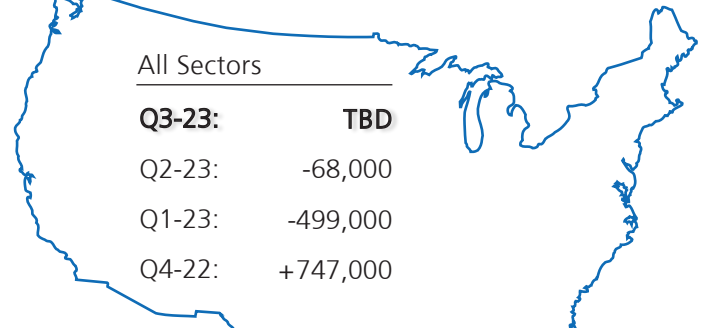 All Sectors
Q3-23: TBD
Q2-23: -68,000
Q1-23: -499,000
Q4-22: +747,000